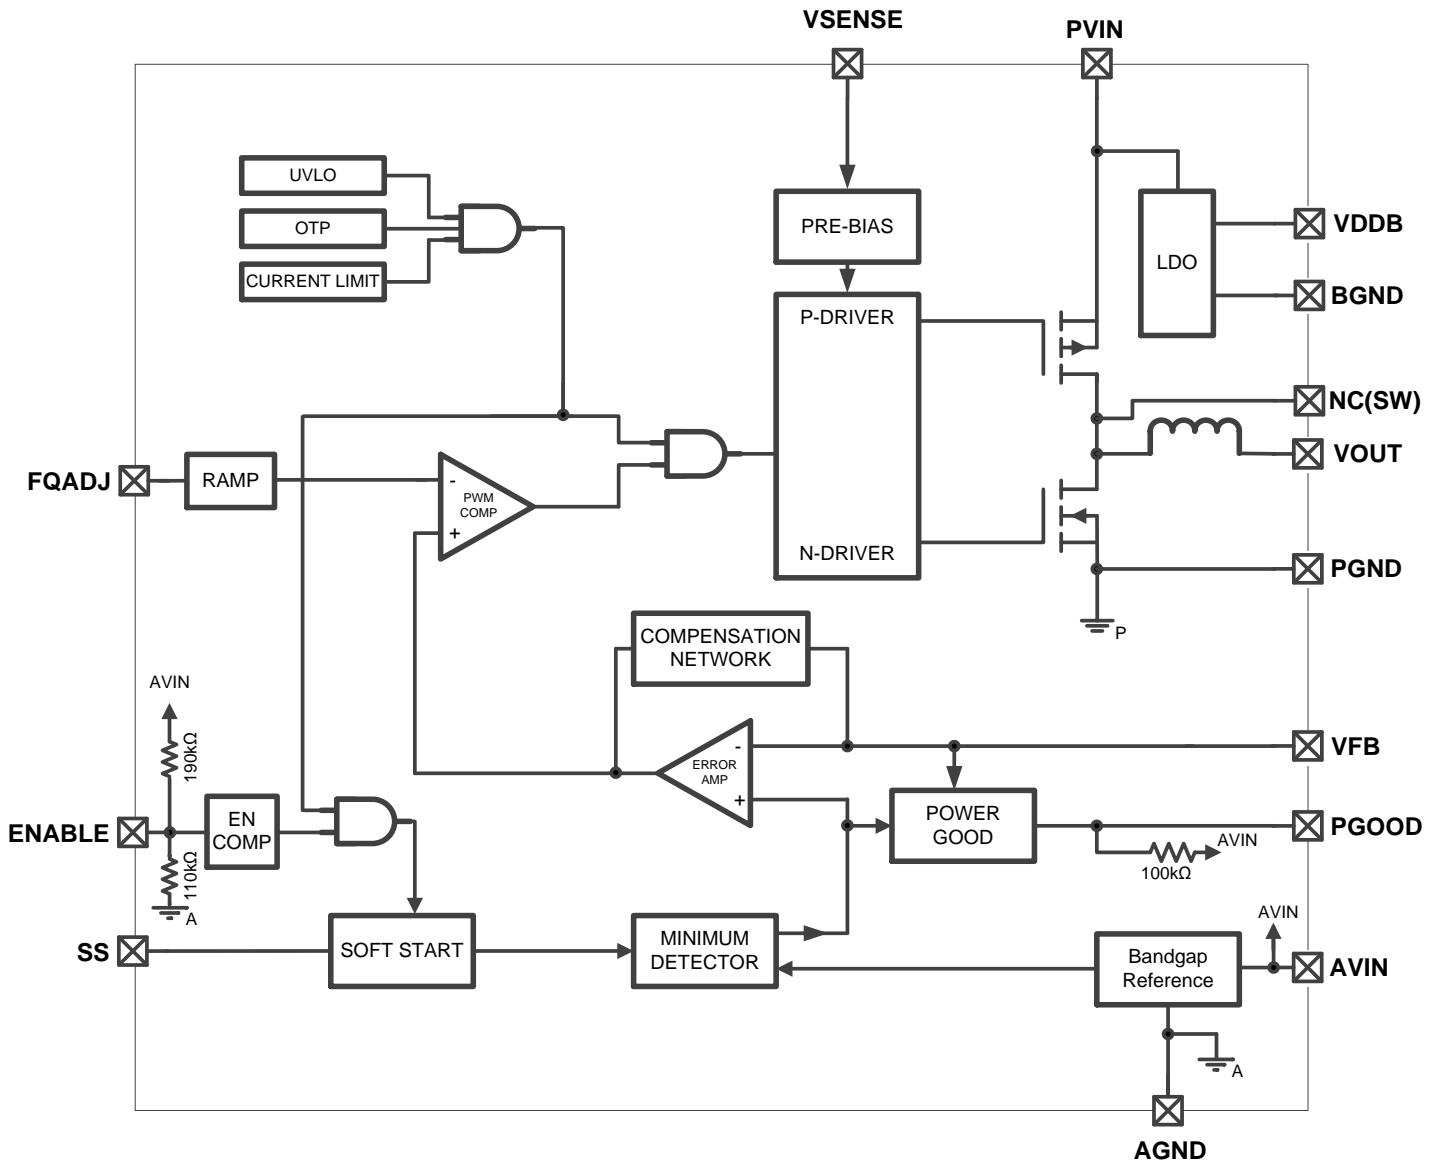 VSENSE
PVIN
UVLO
OTP
CURRENT LIMIT
PRE-BIAS
LDO
VDDB
BGND
P-DRIVER
N-DRIVER
NC(SW)
VOUT
FQADJ
RAMP
-
PWM
COMP
+
PGND
P
COMPENSATION
NETWORK
AVIN
190kΩ
-
ERROR
AMP
+
VFB
ENABLE
EN
COMP
110kΩ
A
POWER
GOOD
PGOOD
AVIN
100kΩ
SS
SOFT START
MINIMUM
DETECTOR
Bandgap
Reference
AVIN
AVIN
A
AGND